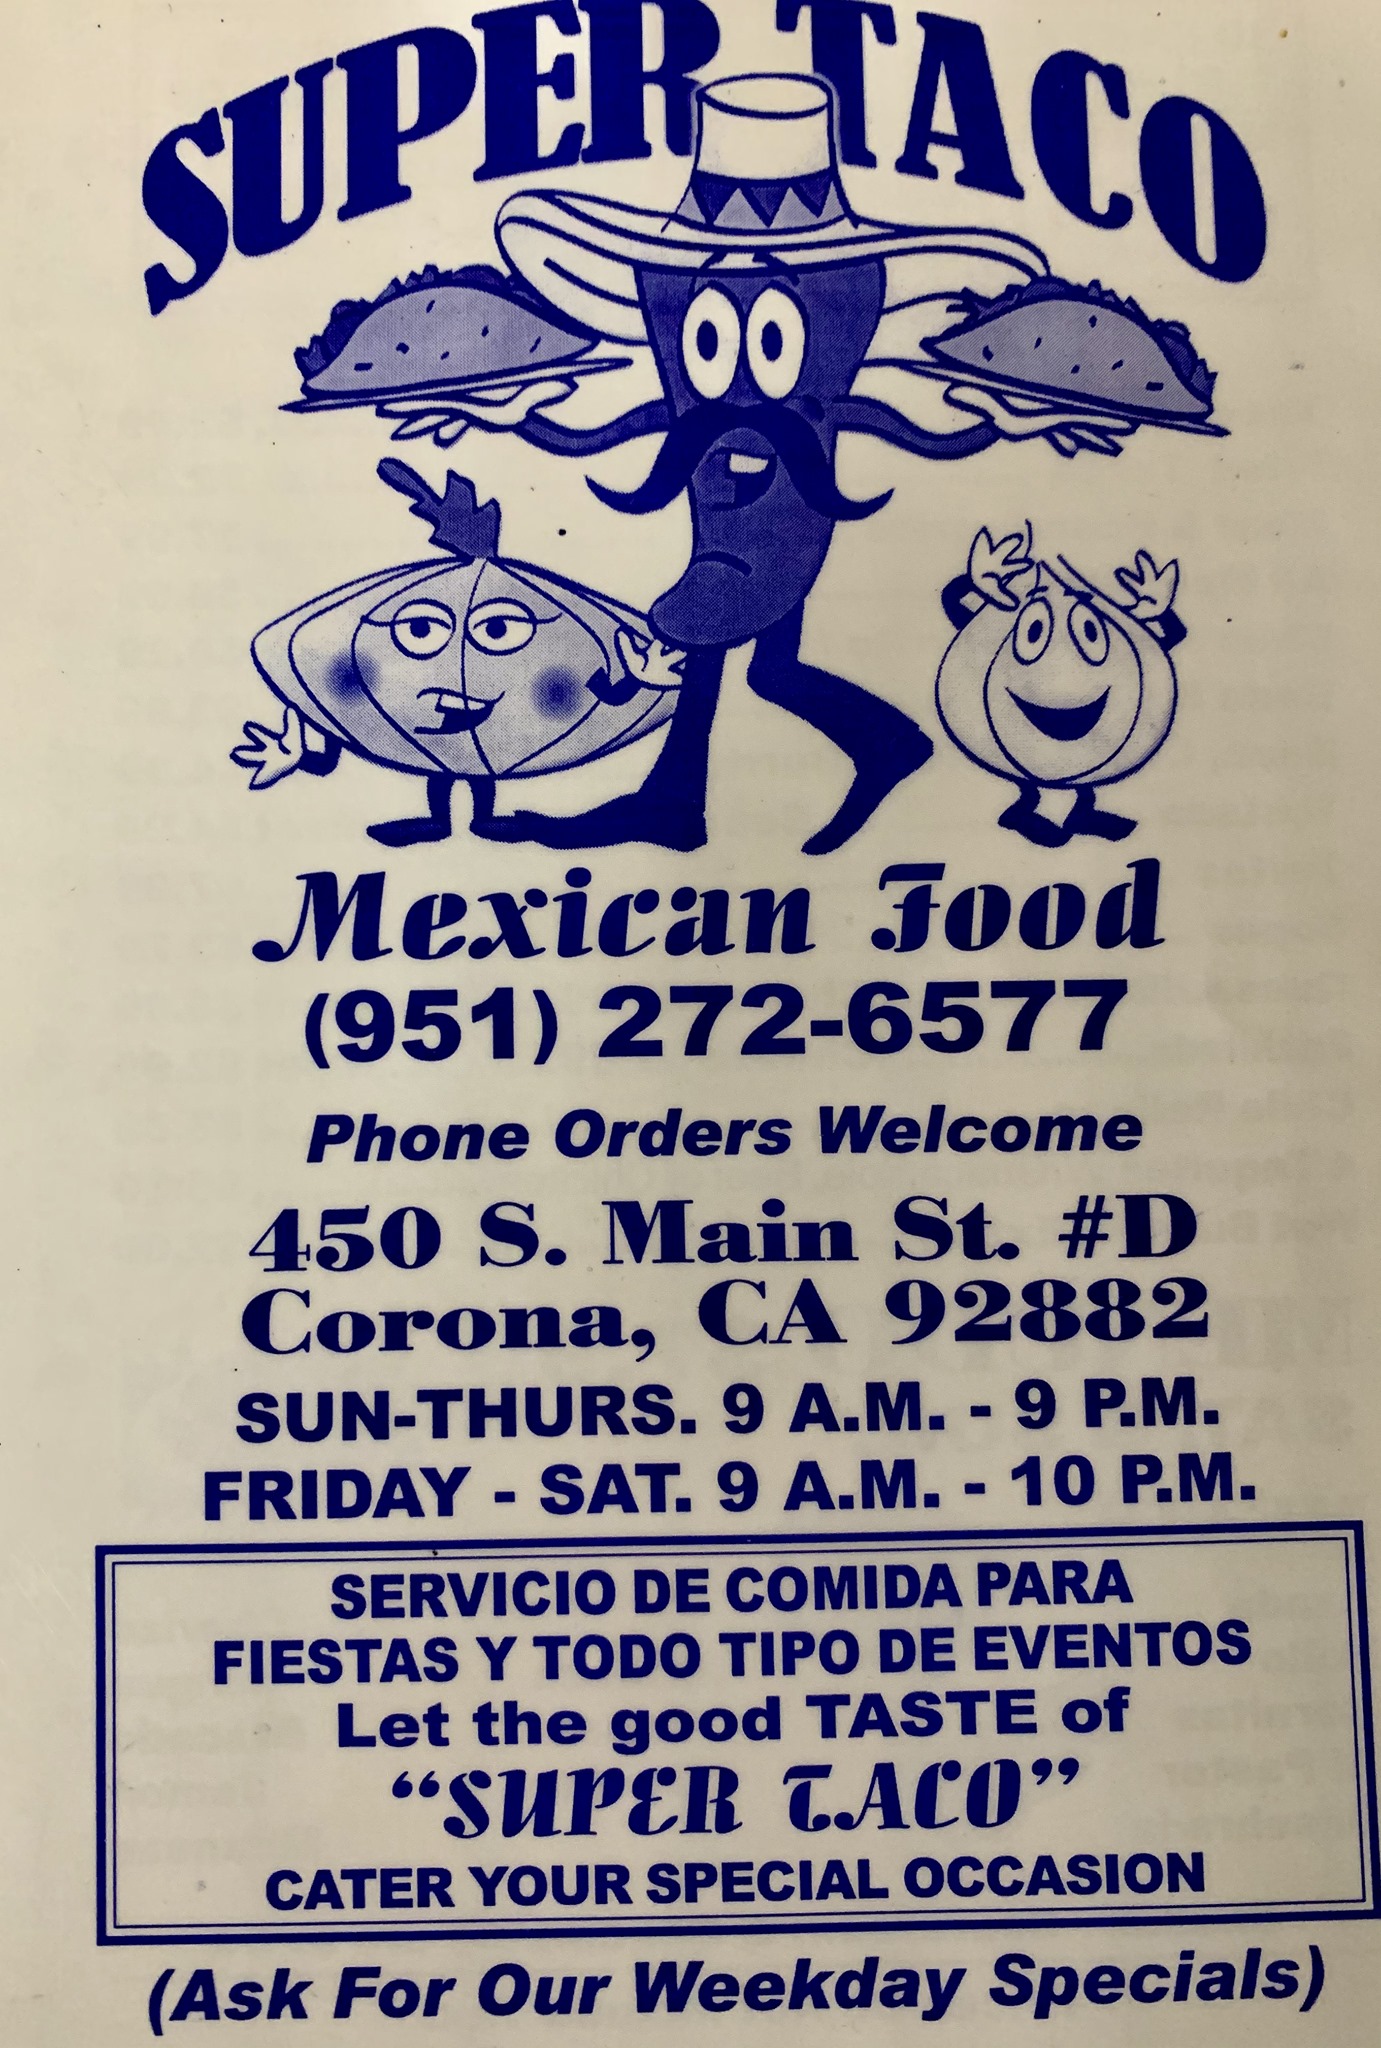 SUPER TACO
Mexican Food
(951) 272-6577
Phone Orders Welcome
450 S. Main St. #D
Corona, CA 92882
SUN-THURS. 9 A.M. - 9 P.M.
FRIDAY - SAT. 9 A.M. - 10 P.M.
SERVICIO DE COMIDA PARA
FIESTAS Y TODO TIPO DE EVENTOS
Let the good TASTE of
“SUPER TACO”
CATER YOUR SPECIAL OCCASION
(Ask For Our Weekday Specials)